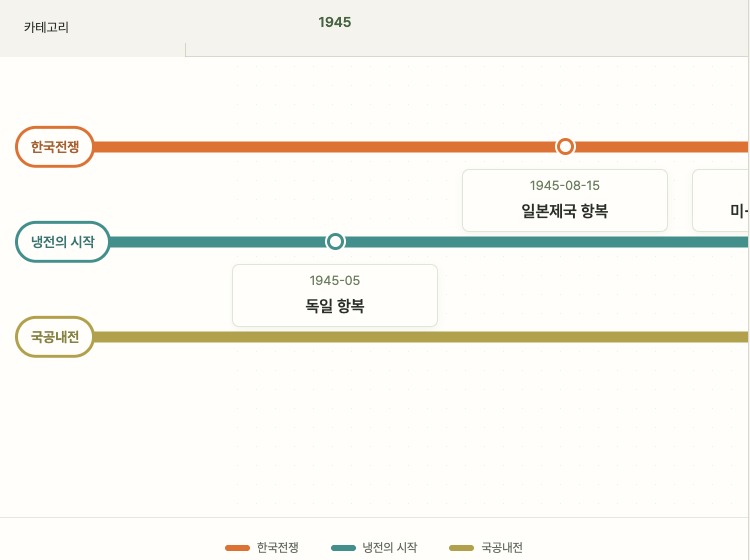 카테고리
1945
한국전쟁
1945-08-15
일본제국 항복
냉전의 시작
1945-05
독일 항복
국공내전
한국전쟁
냉전의 시작
국공내전